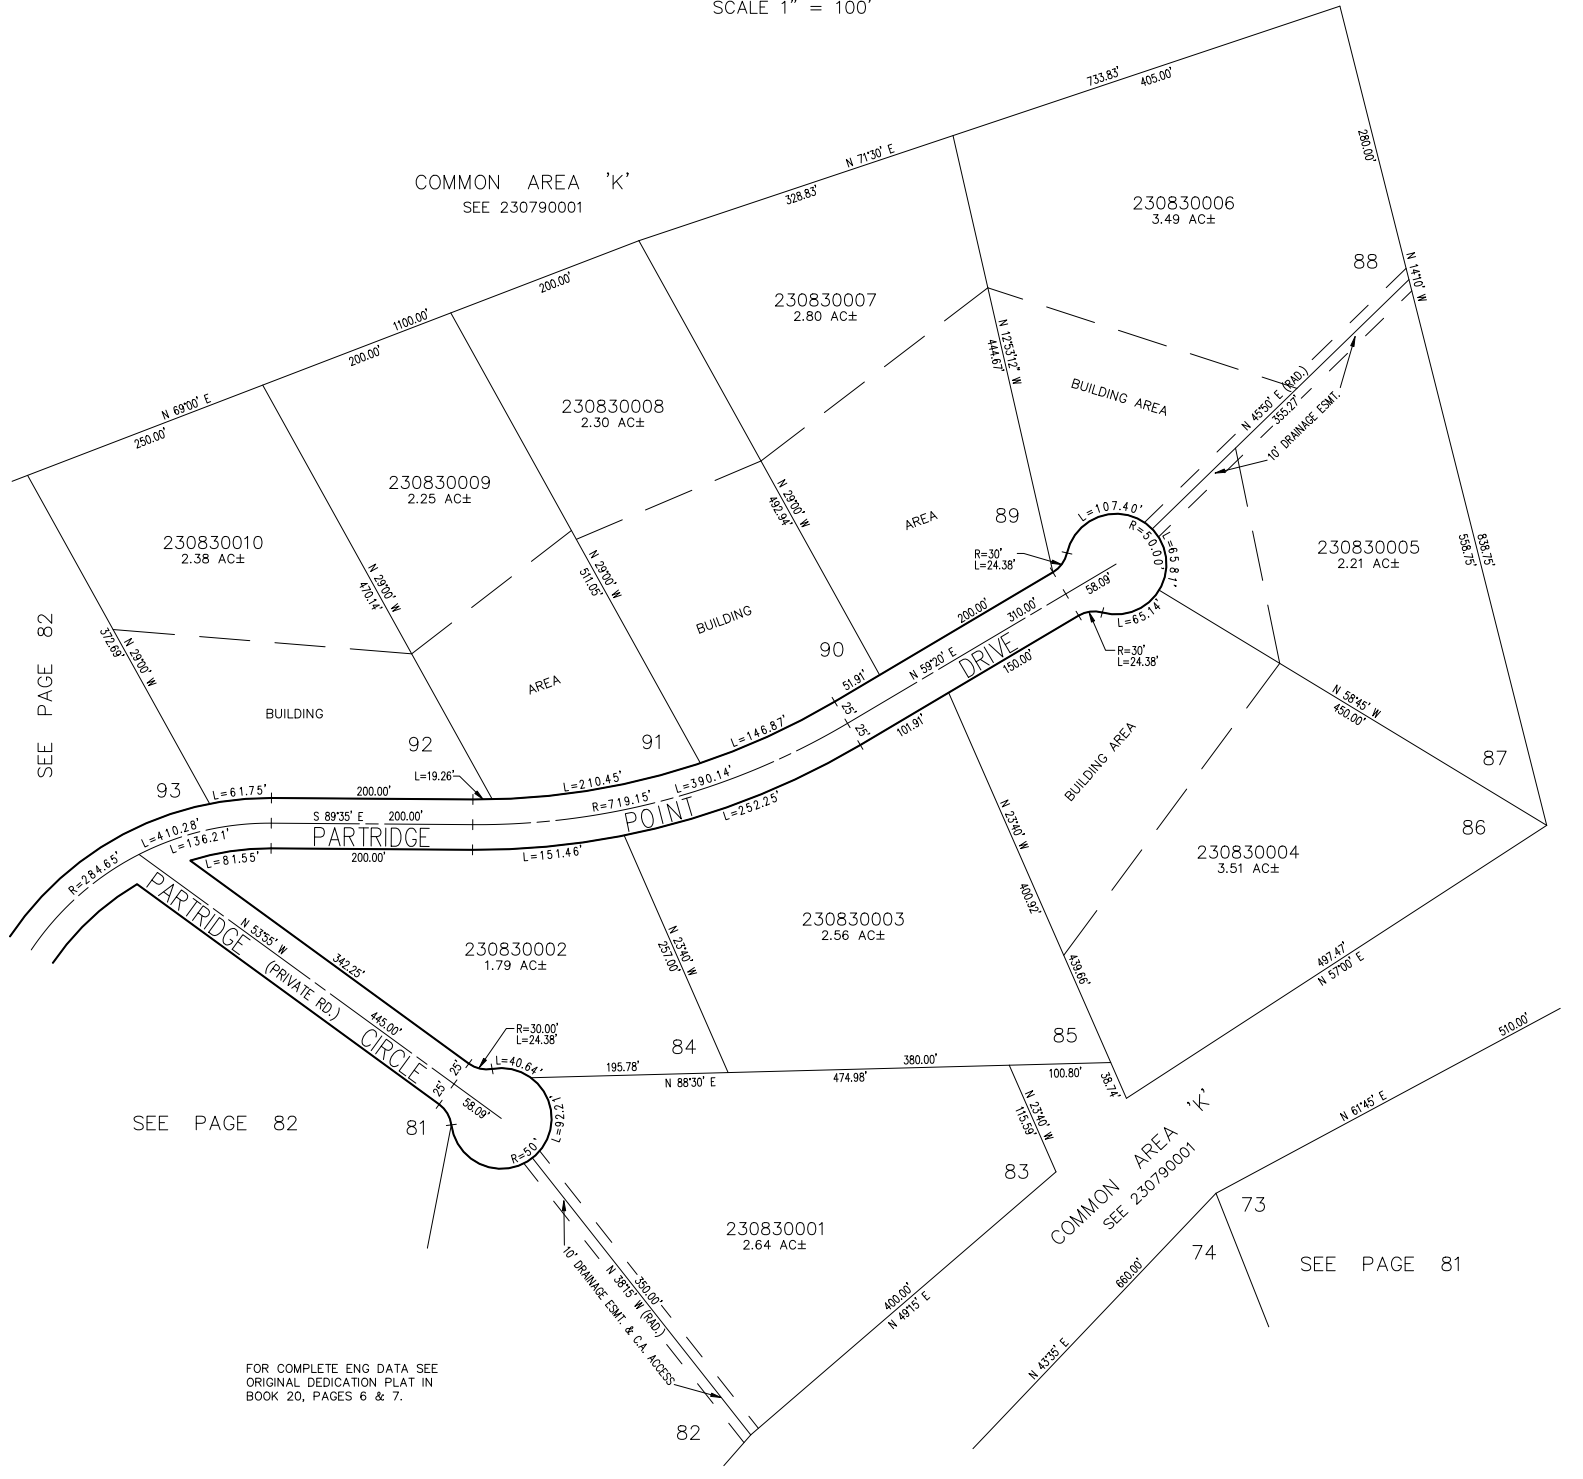 SCALE 1" = 100'
733.83'
405.00'
280.00'
N 71°30' E
328.83'
COMMON AREA 'K'
SEE 230790001
230830006
3.49 AC±
88
N 14°10' W
200.00'
1100.00'
200.00'
230830007
2.80 AC±
N 12°53'12" W
444.67'
BUILDING AREA
N 45°50' E (RAD.)
355.27'
10' DRAINAGE ESMT.
N 69°00' E
250.00'
230830008
2.30 AC±
230830009
2.25 AC±
N 29°00' W
492.94'
AREA
89
L=107.40'
R=50.00'
L=65.81'
230830005
2.21 AC±
838.75'
558.75'
230830010
2.38 AC±
N 29°00' W
470.14'
N 29°00' W
511.05'
R=30'
L=24.38'
58.09'
200.00'
310.00'
L=65.14'
R=30'
L=24.38'
SEE PAGE 82
372.69'
N 29°00' W
BUILDING
90
N 59°20' E
DRIVE
150.00'
AREA
BUILDING
51.91'
25'
25'
101.91'
N 58°45' W
450.00'
92
91
L=146.87'
BUILDING AREA
87
93
L=61.75'
L=19.26'
200.00'
L=210.45'
R=719.15'
L=390.14'
POINT
L=252.25'
S 89°35' E
200.00'
PARTRIDGE
L=410.28'
L=136.21'
R=284.65'
L=81.55'
200.00'
L=151.46'
N 23°40' W
400.92'
86
230830004
3.51 AC±
PARTRIDGE
N 53°55' W
(PRIVATE RD.)
342.25'
445.00'
CIRCLE
230830002
1.79 AC±
N 23°40' W
257.00'
230830003
2.56 AC±
439.66'
497.47'
N 57°00' E
R=30.00'
L=24.38'
84
85
L=40.64'
195.78'
N 88°30' E
380.00'
474.98'
100.80'
38.74'
510.00'
25'
25'
58.09'
SEE PAGE 82
81
L=92.21'
R=50'
N 23°40' W
115.59'
83
COMMON AREA 'K'
SEE 230790001
N 61°45' E
73
74
SEE PAGE 81
230830001
2.64 AC±
10' DRAINAGE ESMT. & C.A. ACCESS
N 38°15' W (RAD.)
350.00'
400.00'
N 49°15' E
660.00'
N 43°35' E
FOR COMPLETE ENG DATA SEE
ORIGINAL DEDICATION PLAT IN
BOOK 20, PAGES 6 & 7.
82